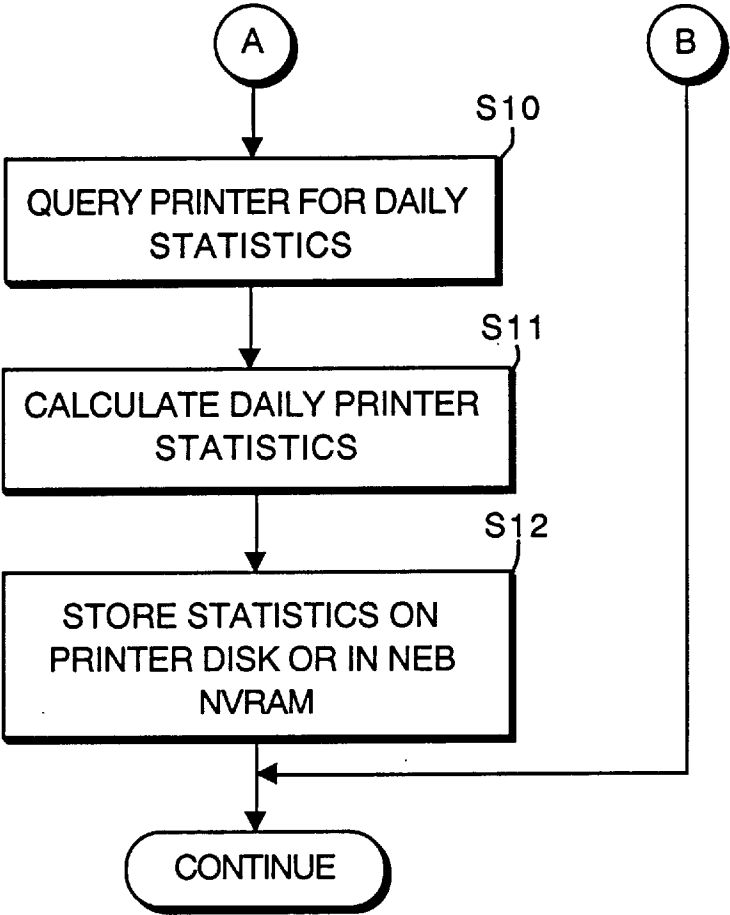 A
B
S10
QUERY PRINTER FOR DAILY
STATISTICS
S11
CALCULATE DAILY PRINTER
STATISTICS
S12
STORE STATISTICS ON
PRINTER DISK OR IN NEB
NVRAM
CONTINUE